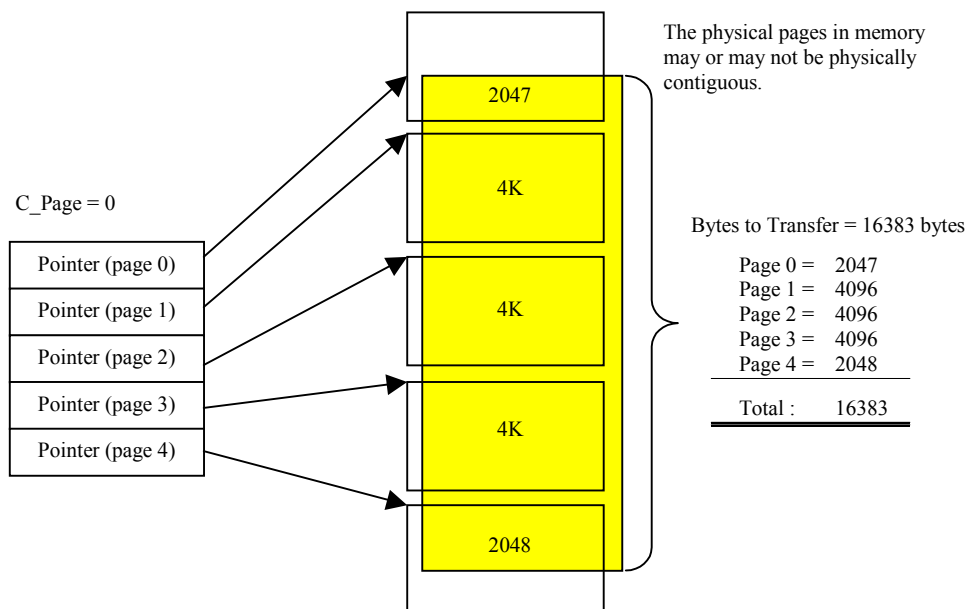 The physical pages in memory
may or may not be physically
contiguous.
2047
4K
C_Page = 0
Bytes to Transfer = 16383 bytes
Pointer (page 0)
Page 0 = 2047
Pointer (page 1)
Page 1 = 4096
4K
Page 2 = 4096
Pointer (page 2)
Page 3 = 4096
Page 4 = 2048
Pointer (page 3)
Total : 16383
4K
Pointer (page 4)
2048